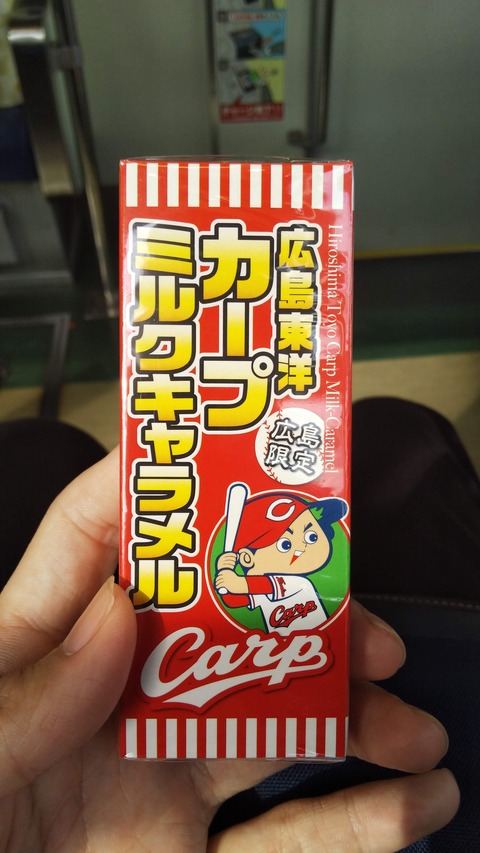 広島東洋
カープ
ミルクキャラメル
Hiroshima Toyo Carp Milk Caramel
広島
限定
C
Carp
Carp